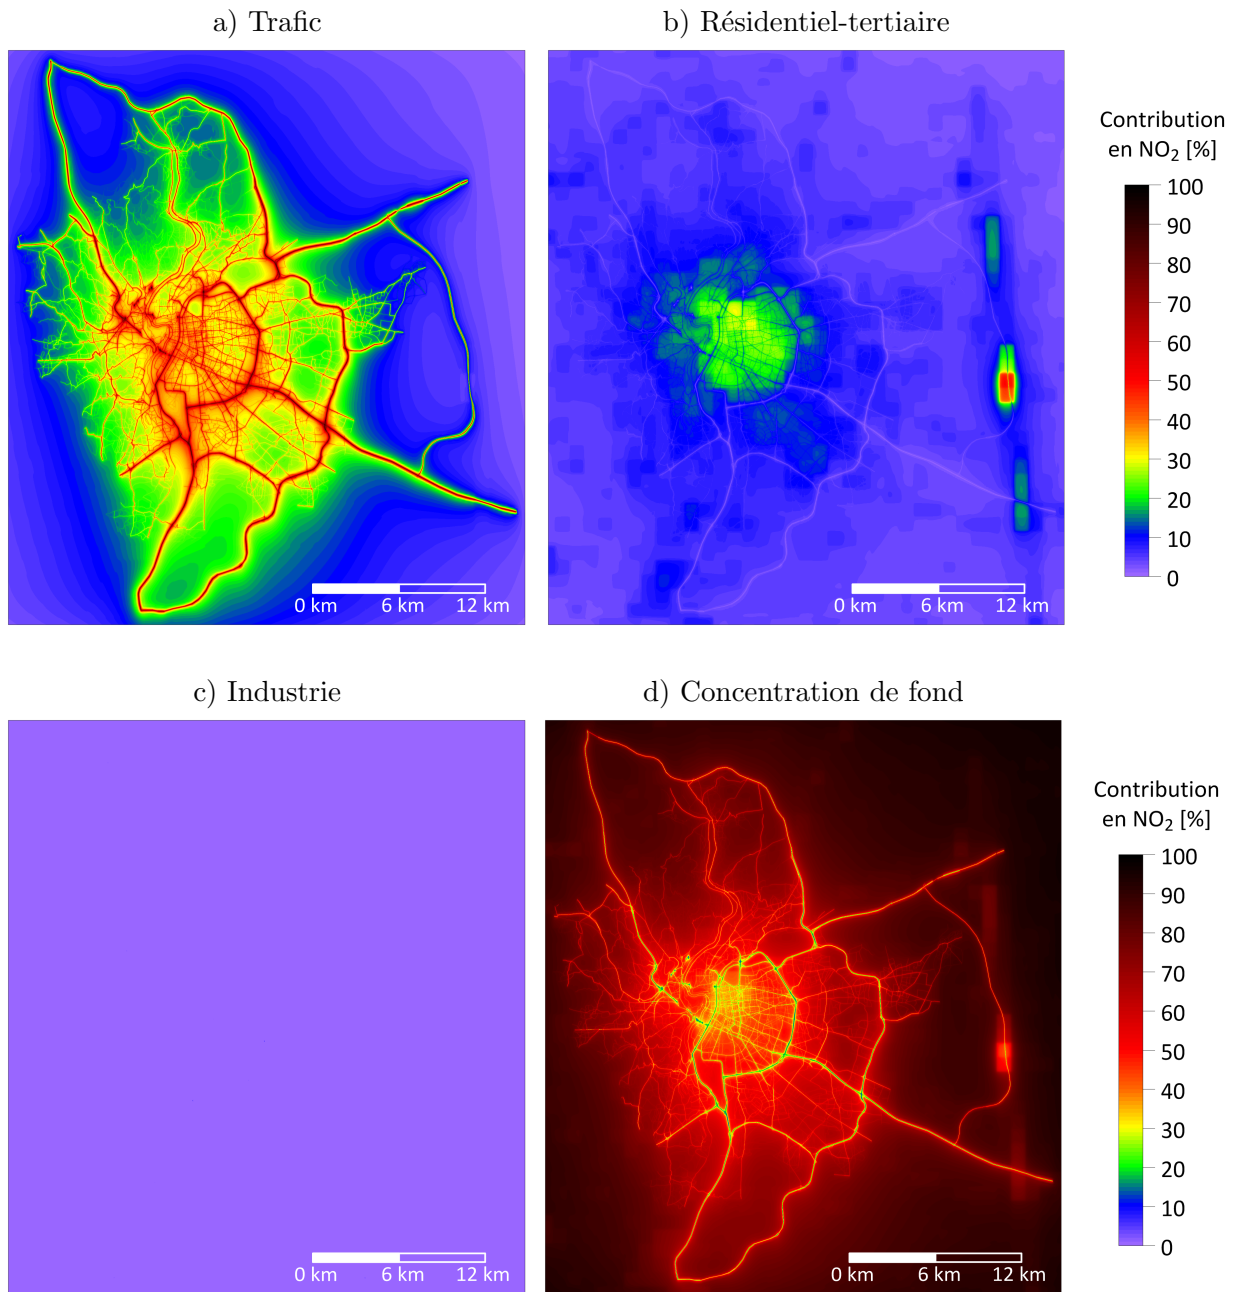 a) Trafic
b) Résidentiel-tertiaire
Contribution
en NO₂ [%]
100
90
80
70
60
50
40
30
20
10
0
0 km 6 km 12 km
0 km 6 km 12 km
c) Industrie
d) Concentration de fond
Contribution
en NO₂ [%]
100
90
80
70
60
50
40
30
20
10
0
0 km 6 km 12 km
0 km 6 km 12 km